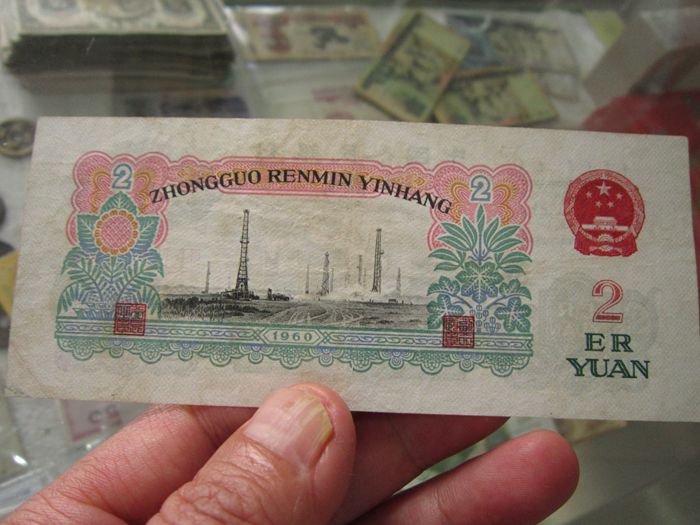 2
2
ZHONGGUO RENMIN YINHANG
1960
2
ER
YUAN